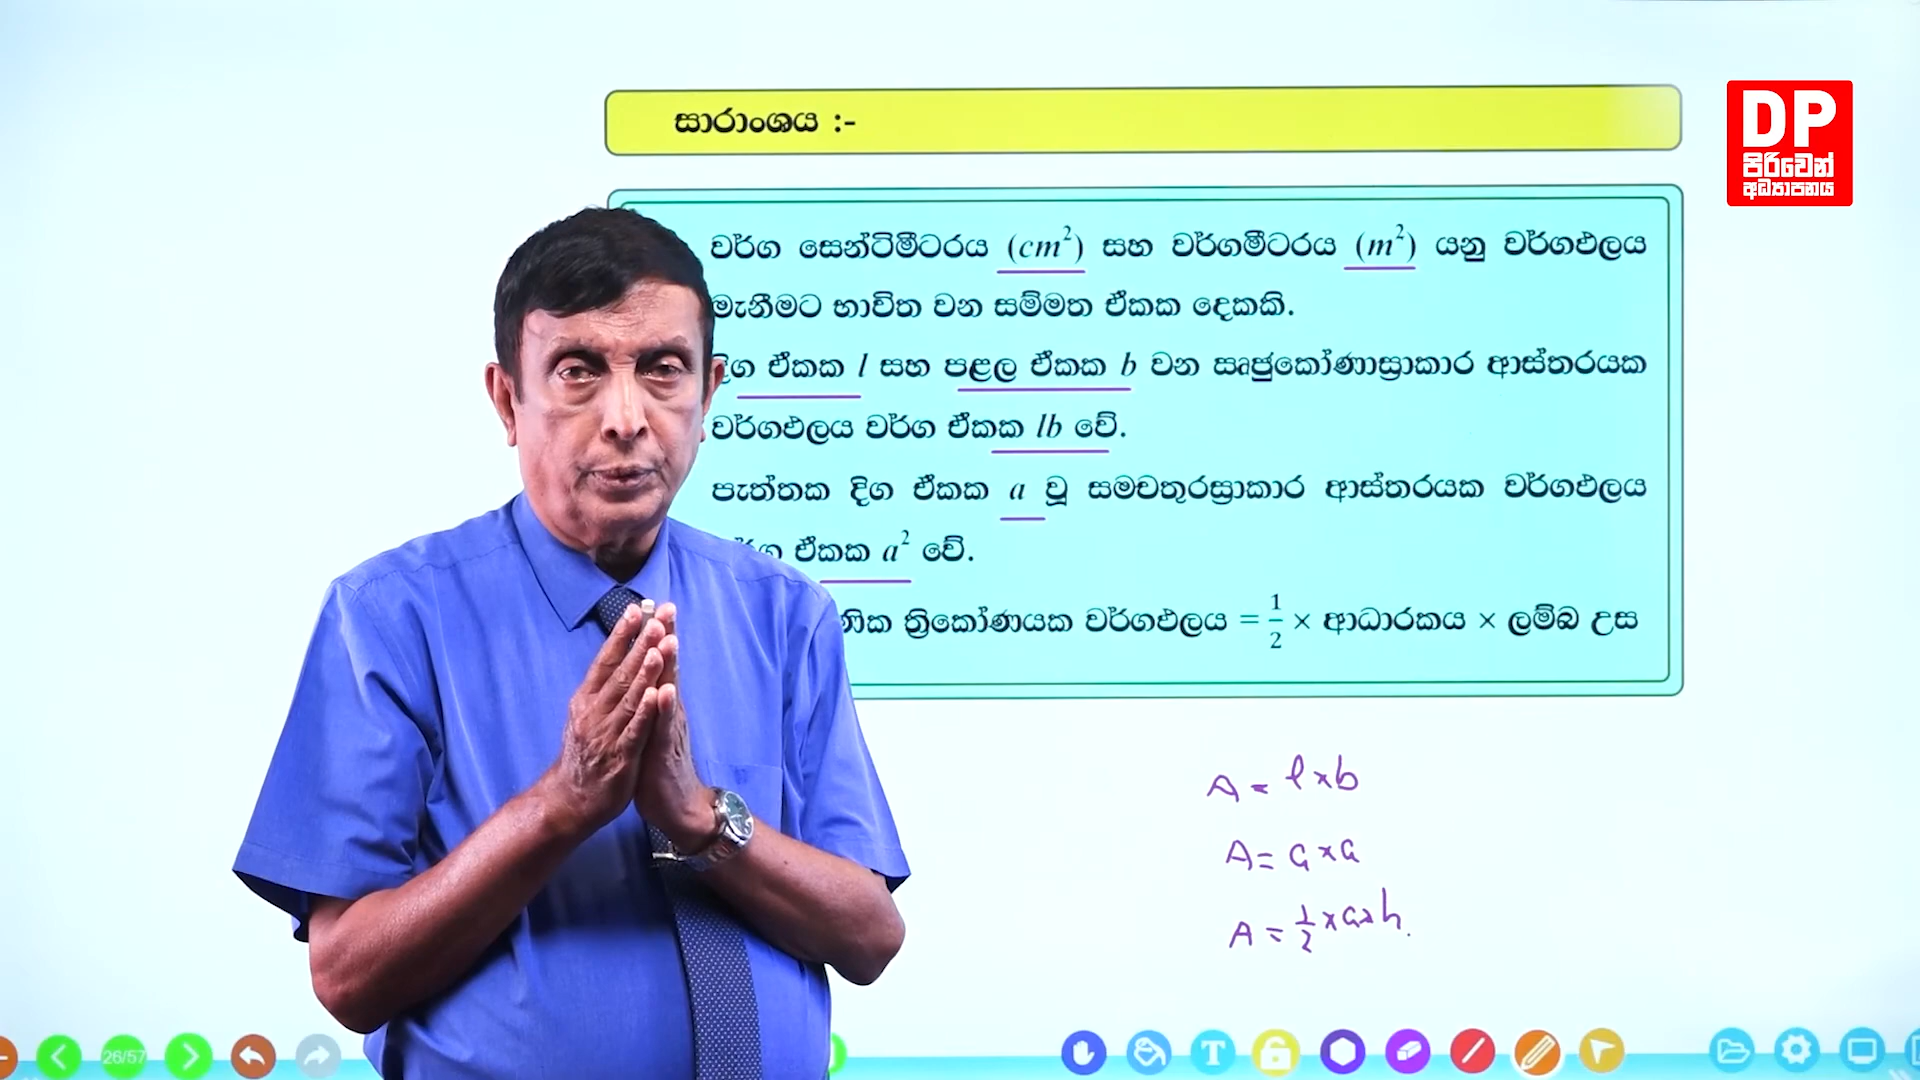 සාරාංශය :-
DP
පිරිවෙන්
අධ්‍යාපනය
වර්ග සෙන්ටිමීටරය (cm²) සහ වර්ගමීටරය (m²) යනු වර්ගඵලය
මැනීමට භාවිත වන සම්මත ඒකක දෙකකි.
දිග ඒකක l සහ පළල ඒකක b වන ඍජුකෝණාස්‍රාකාර ආස්තරයක
වර්ගඵලය වර්ග ඒකක lb වේ.
පැත්තක දිග ඒකක a වූ සමචතුරස්‍රාකාර ආස්තරයක වර්ගඵලය
ඒකක a² වේ.
ත්‍රිකෝණයක වර්ගඵලය = 1/2 × ආධාරකය × ලම්බ උස
A = l×b
A = a×a
A = 1/2 ×a×h.
26/57
T